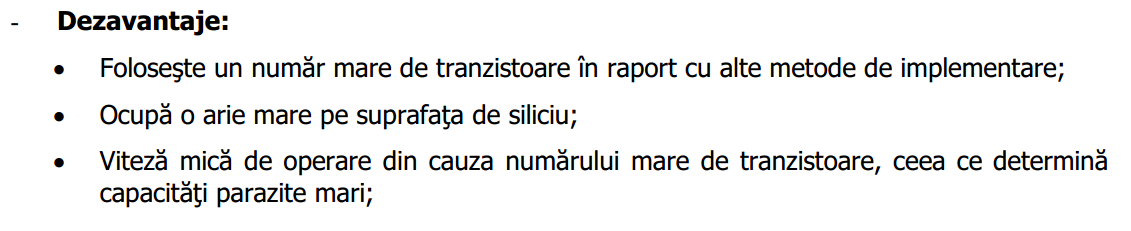 - Dezavantaje:
• Foloseşte un număr mare de tranzistoare în raport cu alte metode de implementare;
• Ocupă o arie mare pe suprafaţa de siliciu;
• Viteză mică de operare din cauza numărului mare de tranzistoare, ceea ce determină
capacităţi parazite mari;